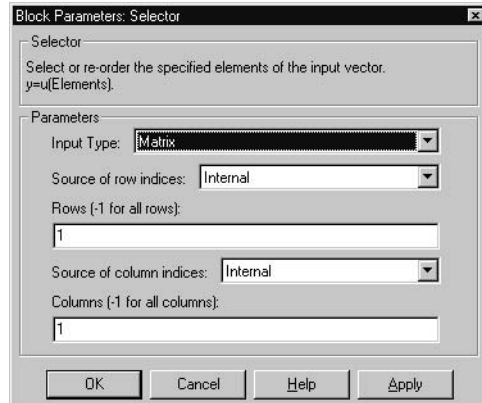 Block Parameters: Selector
Selector
Select or re-order the specified elements of the input vector.
y=u(Elements).
Parameters
Input Type: Matrix
Source of row indices: Internal
Rows (-1 for all rows):
1
Source of column indices: Internal
Columns (-1 for all columns):
1
OK Cancel Help Apply